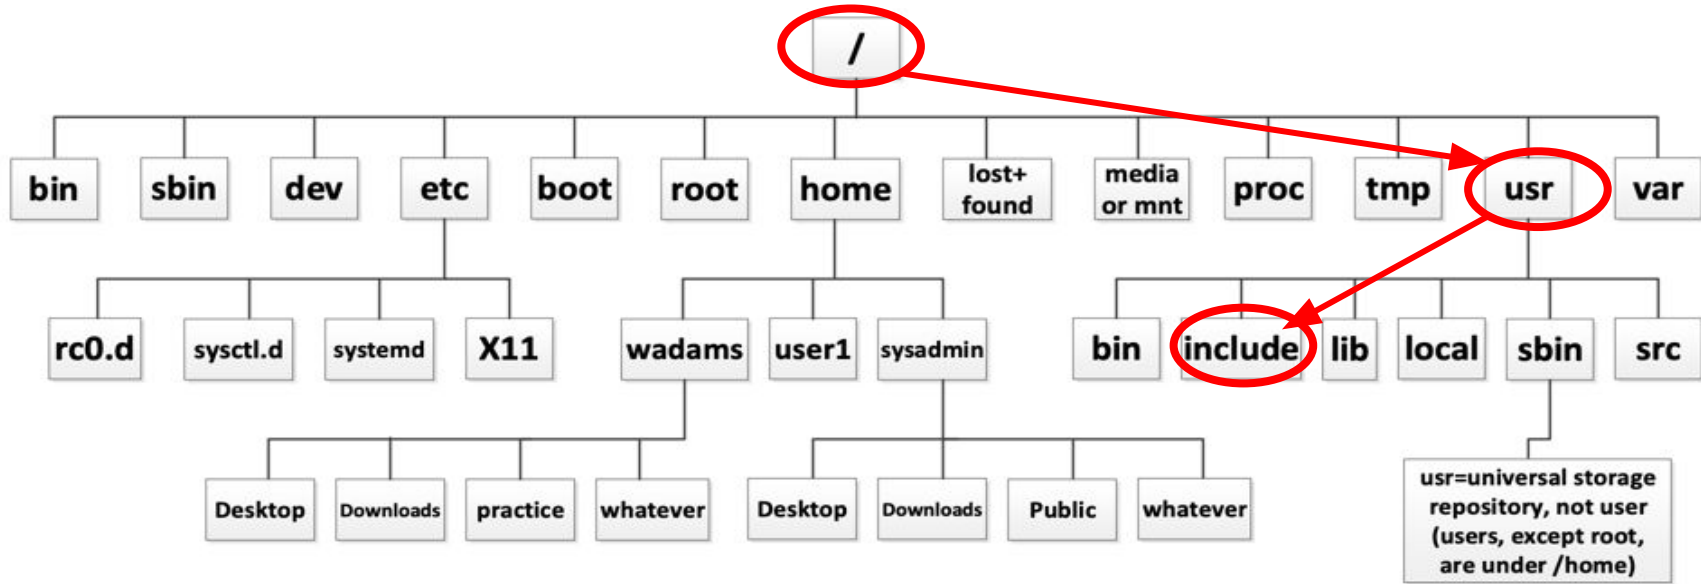 /
bin
sbin
dev
etc
boot
root
home
lost+
found
media
or mnt
proc
tmp
usr
var
rc0.d
sysctl.d
systemd
X11
wadams
user1
sysadmin
bin
include
lib
local
sbin
src
Desktop
Downloads
practice
whatever
Desktop
Downloads
Public
whatever
usr=universal storage
repository, not user
(users, except root,
are under /home)